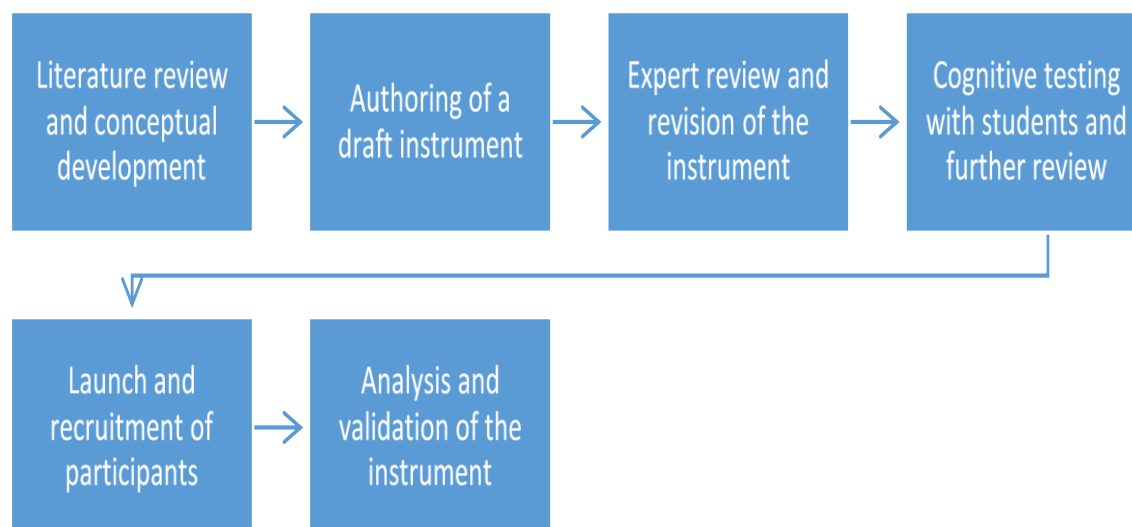 Literature review
and conceptual
development
Authoring of a
draft instrument
Expert review and
revision of the
instrument
Cognitive testing
with students and
further review
Launch and
recruitment of
participants
Analysis and
validation of the
instrument